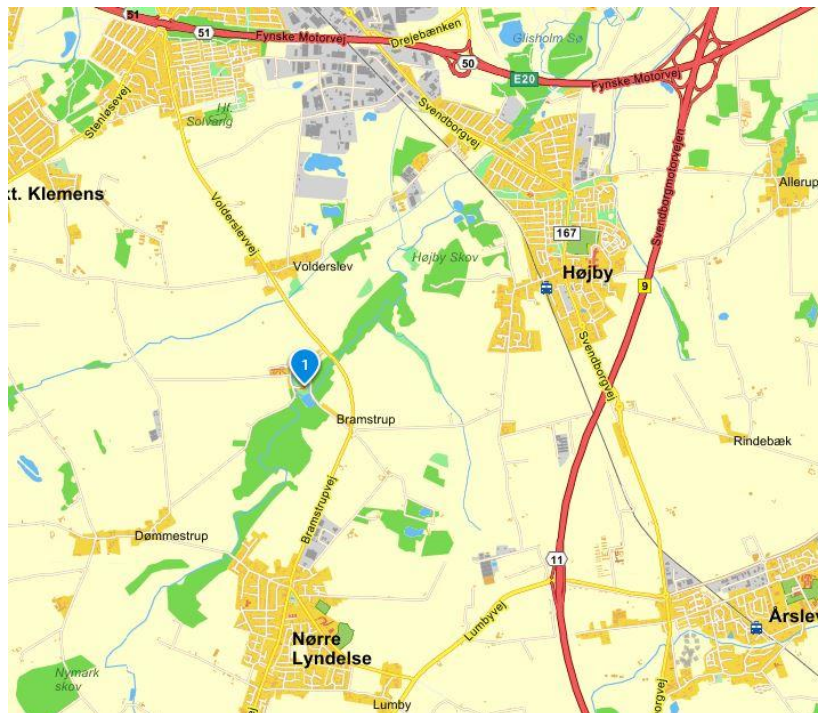 51
51
Fynske Motorvej
Drejebænken
Glisholm Sø
50
E20
Fynske Motorvej
Stenløsevej
Hf.
Solvang
Svendborgvej
Svendborgmotorvejen
Allerup
kt. Klemens
Volderslevvej
167
Volderslev
Højby Skov
Højby
9
Svendborgvej
1
Bramstrup
Rindebæk
Bramstrupvej
Dømmestrup
11
Lumbyvej
Årslev
Nørre
Lyndelse
Nymark
skov
Lumby